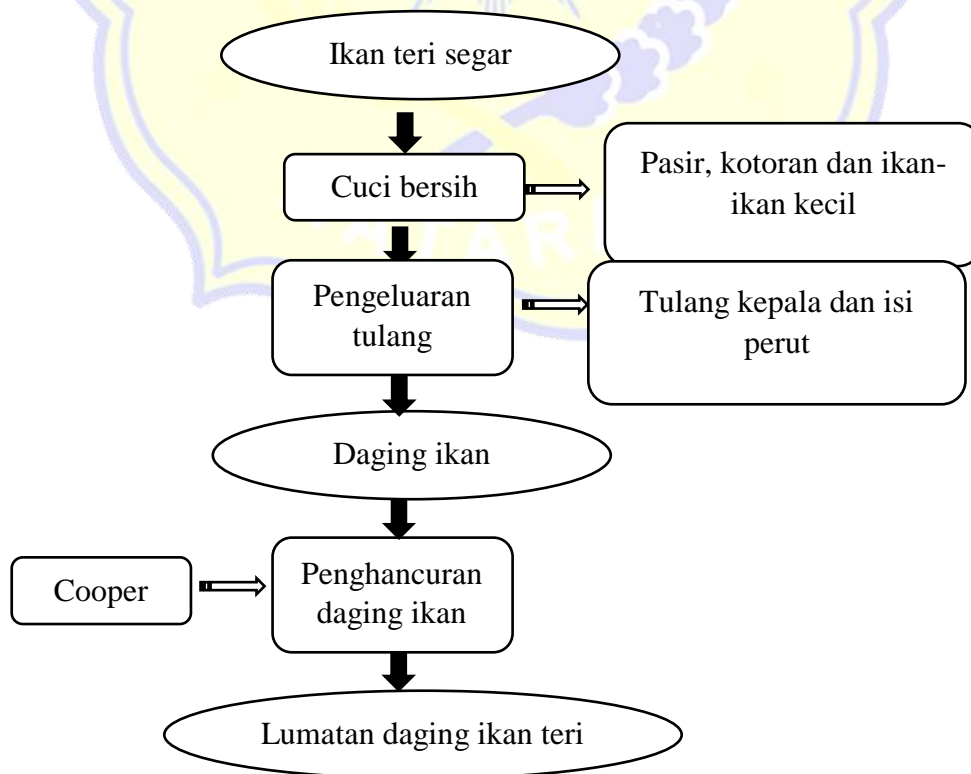 Ikan teri segar
Cuci bersih
Pasir, kotoran dan ikan-
ikan kecil
Pengeluaran
tulang
Tulang kepala dan isi
perut
Daging ikan
Cooper
Penghancuran
daging ikan
Lumatan daging ikan teri